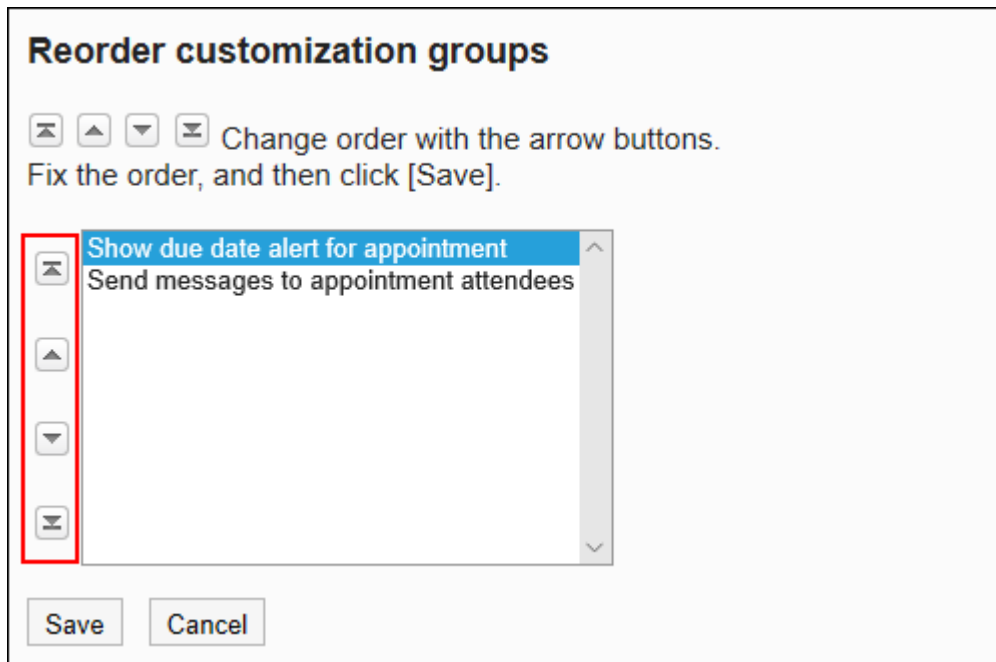 Reorder customization groups
Change order with the arrow buttons.
Fix the order, and then click [Save].
Show due date alert for appointment
Send messages to appointment attendees
Save Cancel